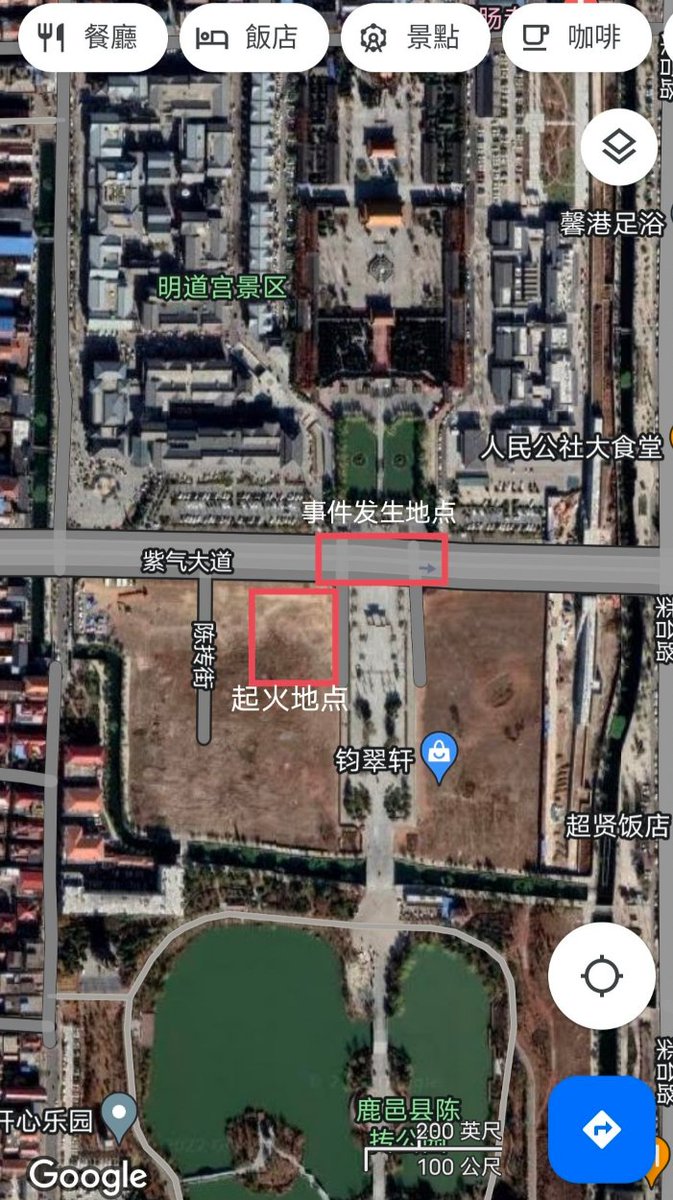 餐廳
飯店
景點
咖啡
馨港足浴
明道宫景区
人民公社大食堂
事件发生地点
紫气大道
陈抟街
起火地点
钧翠轩
超贤饭店
开心乐园
鹿邑县陈
抟公园
200 英尺
100 公尺
Google